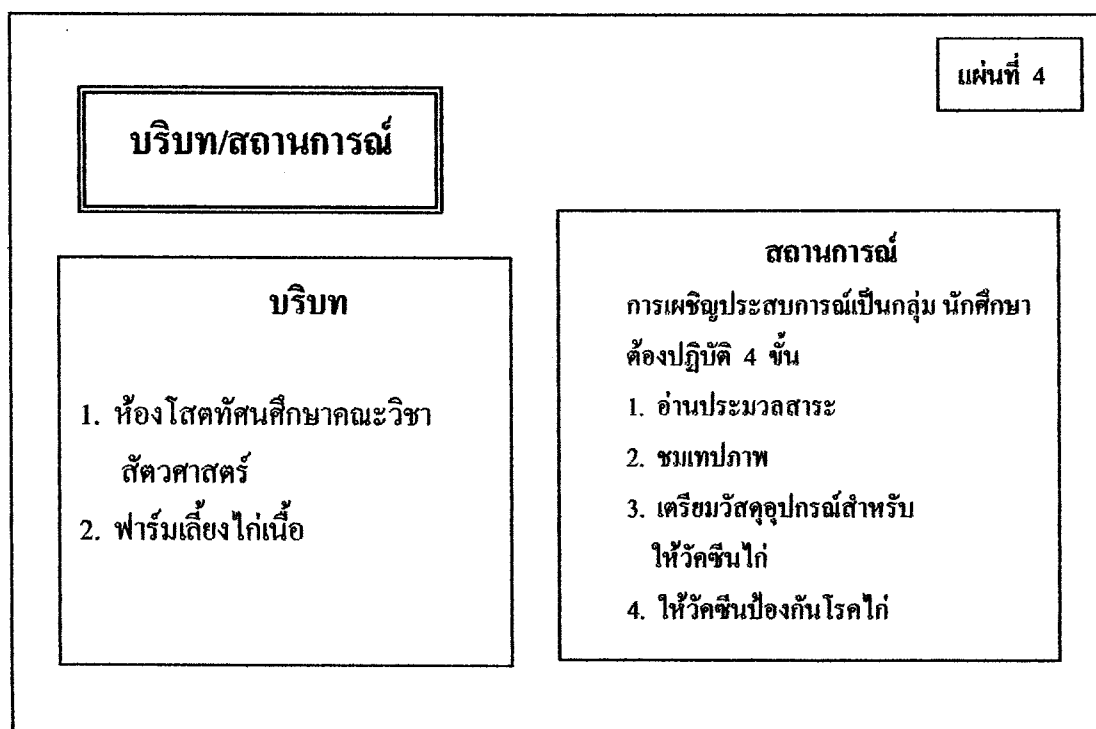 แผ่นที่ 4
บริบท/สถานการณ์
บริบท
1. ห้องโสตทัศนศึกษาคณะวิชา
สัตวศาสตร์
2. ฟาร์มเลี้ยงไก่เนื้อ
สถานการณ์
การเผชิญประสบการณ์เป็นกลุ่ม นักศึกษา
ต้องปฏิบัติ 4 ขั้น
1. อ่านประมวลสาระ
2. ชมเทปภาพ
3. เตรียมวัสดุอุปกรณ์สำหรับ
ให้วัคซีนไก่
4. ให้วัคซีนป้องกันโรคไก่